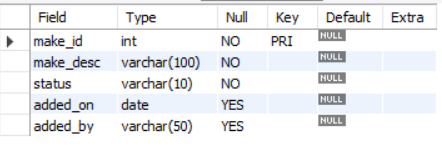 Field Type Null Key Default Extra
make_id int NO PRI NULL
make_desc varchar(100) NO NULL
status varchar(10) NO NULL
added_on date YES NULL
added_by varchar(50) YES NULL